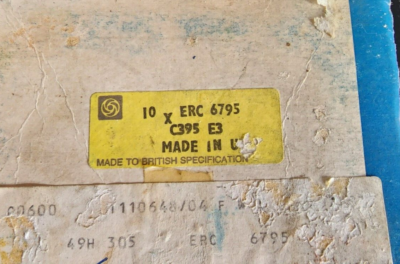 10 x ERC 6795
C395 E3
MADE IN U
MADE TO BRITISH SPECIFICATION
00600 1110648/04 F
49H 305 ERC 6795